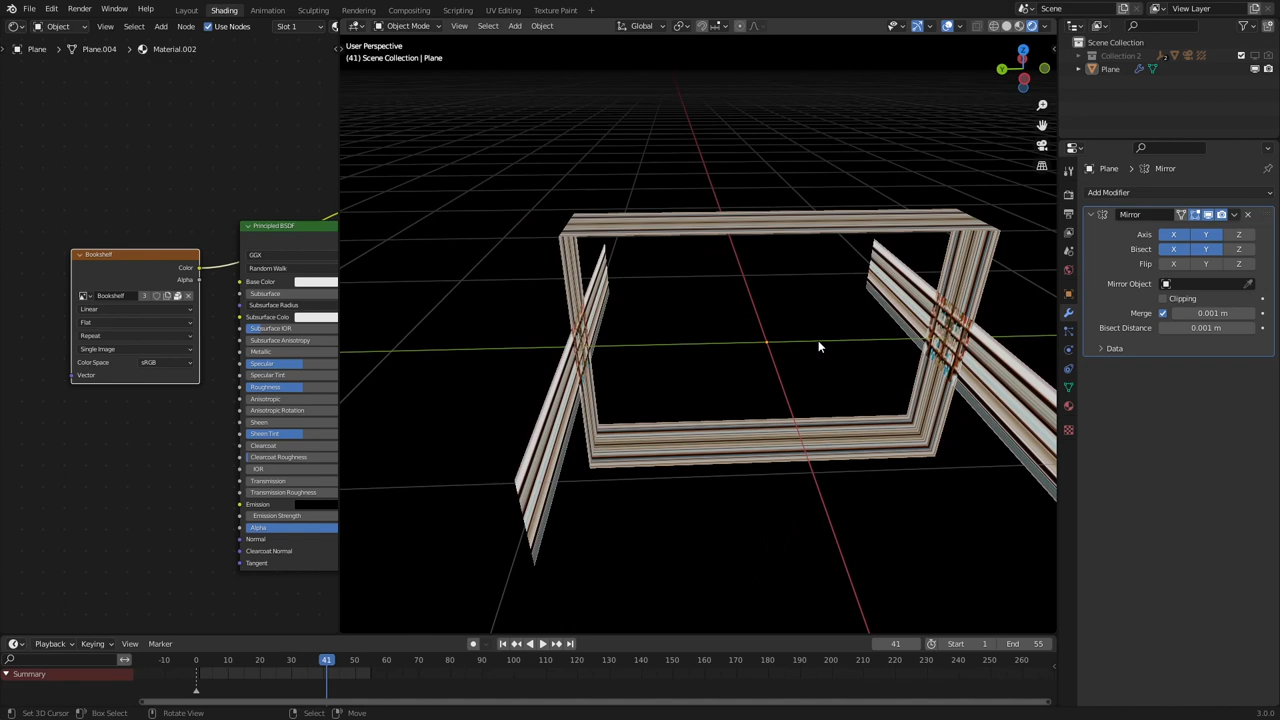 File Edit Render Window Help Layout Shading Animation Sculpting UV Editing Rendering Compositing Scripting UV Editing Texture Paint Scene View Layer
Object View Select Add Node Use Nodes Slot 1 Object Mode View Select Add Object Global
Plane > Plane.004 > Material.002
User Perspective
(41) Scene Collection | Plane
Z
Y
Bookshelf
Color
Alpha
Bookshelf 3
Linear
Flat
Repeat
Single Image
Color Space sRGB
Vector
Principled BSDF
GGX
Random Walk
Base Color
Subsurface
Subsurface Radius
Subsurface Colo
Subsurface IOR
Subsurface Anisotropy
Metallic
Specular
Specular Tint
Roughness
Anisotropic
Anisotropic Rotation
Sheen
Sheen Tint
Clearcoat
Clearcoat Roughness
IOR
Transmission
Transmission Roughness
Emission
Emission Strength
Alpha
Normal
Clearcoat Normal
Tangent
Scene Collection
Collection 2 2
Plane
Plane > Mirror
Add Modifier
Mirror
Axis X Y Z
Bisect X Y Z
Flip X Y Z
Mirror Object
Clipping
Merge 0.001 m
Bisect Distance 0.001 m
Data
Playback Keying View Marker 41 Start 1 End 55
-10 0 10 20 30 41 50 60 70 80 90 100 110 120 130 140 150 160 170 180 190 200 210 220 230 240 250 260
Summary
Set 3D Cursor Box Select Rotate View Select Move 3.0.0